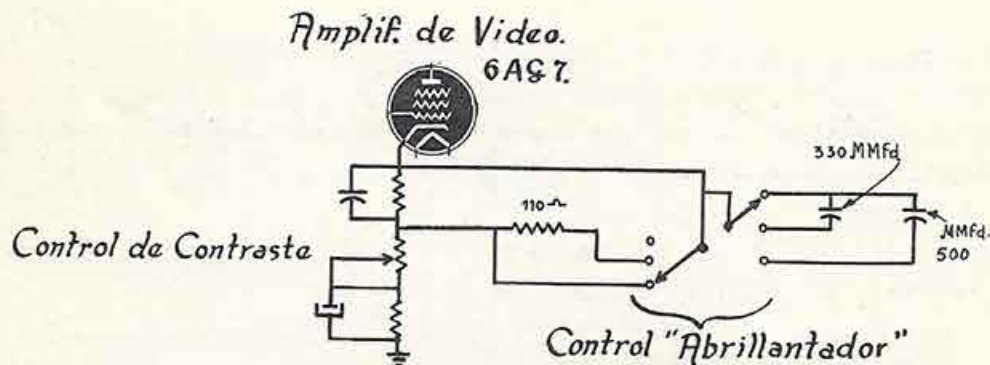 Amplif. de Video.
6AG7.
330 MMfd
110 Ω
MMfd.
500
Control de Contraste
Control "Abrillantador"